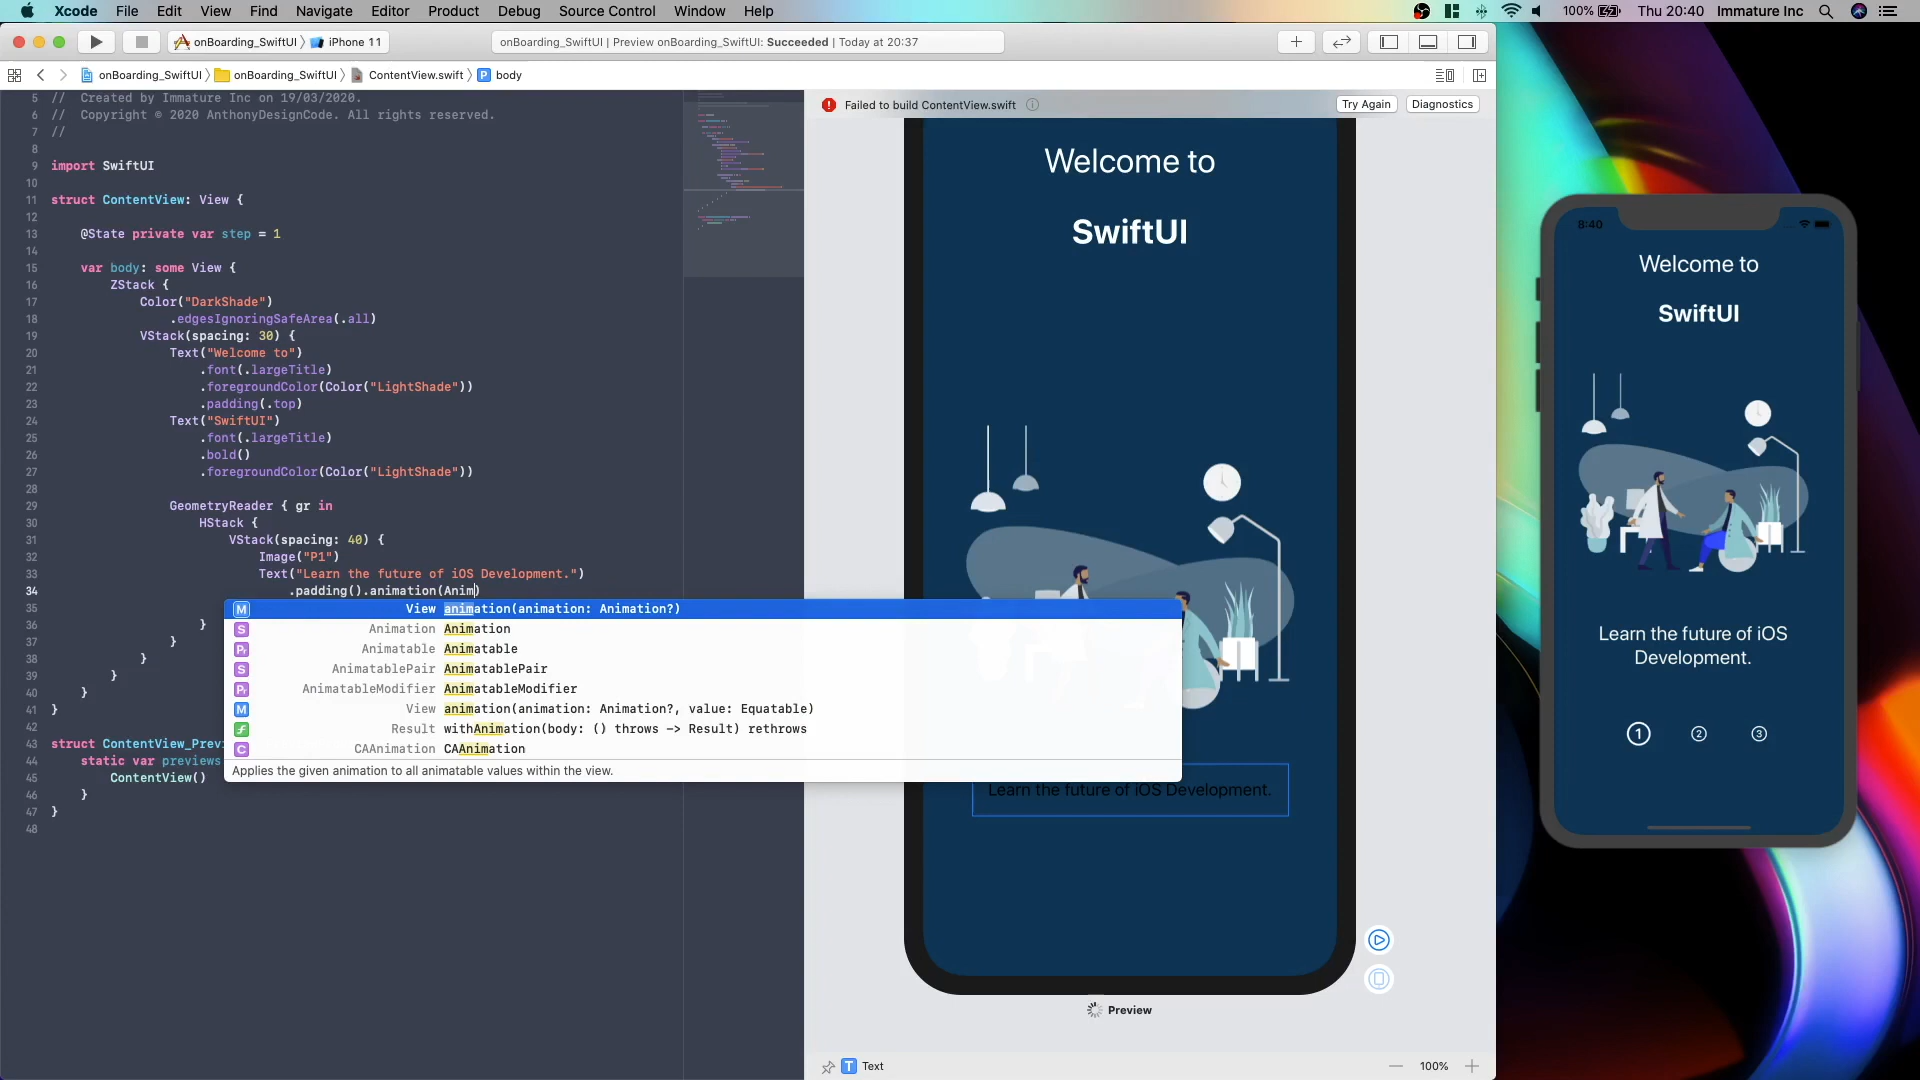 Xcode File Edit View Find Navigate Editor Product Debug Source Control Window Help 100% Thu 20:40 Immature Inc
onBoarding_SwiftUI iPhone 11 onBoarding_SwiftUI | Preview onBoarding_SwiftUI: Succeeded | Today at 20:37
onBoarding_SwiftUI onBoarding_SwiftUI ContentView.swift P body
5 // Created by Immature Inc on 19/03/2020.
6 // Copyright © 2020 AnthonyDesignCode. All rights reserved.
7 //
8
9 import SwiftUI
10
11 struct ContentView: View {
12
13 @State private var step = 1
14
15 var body: some View {
16 ZStack {
17 Color("DarkShade")
18 .edgesIgnoringSafeArea(.all)
19 VStack(spacing: 30) {
20 Text("Welcome to")
21 .font(.largeTitle)
22 .foregroundColor(Color("LightShade"))
23 .padding(.top)
24 Text("SwiftUI")
25 .font(.largeTitle)
26 .bold()
27 .foregroundColor(Color("LightShade"))
28
29 GeometryReader { gr in
30 HStack {
31 VStack(spacing: 40) {
32 Image("P1")
33 Text("Learn the future of iOS Development.")
34 .padding().animation(Anim)
35
36 }
37 }
38 }
39 }
40 }
41 }
42
43 struct ContentView_Previ
44 static var previews
45 ContentView()
46 }
47 }
48
M View animation(animation: Animation?)
S Animation Animation
Pr Animatable Animatable
S AnimatablePair AnimatablePair
Pr AnimatableModifier AnimatableModifier
M View animation(animation: Animation?, value: Equatable)
f Result withAnimation(body: () throws -> Result) rethrows
C CAAnimation CAAnimation
Applies the given animation to all animatable values within the view.
Failed to build ContentView.swift Try Again Diagnostics
Welcome to
SwiftUI
Learn the future of iOS Development.
Preview
T Text 100%
8:40
Welcome to
SwiftUI
Learn the future of iOS
Development.
1 2 3